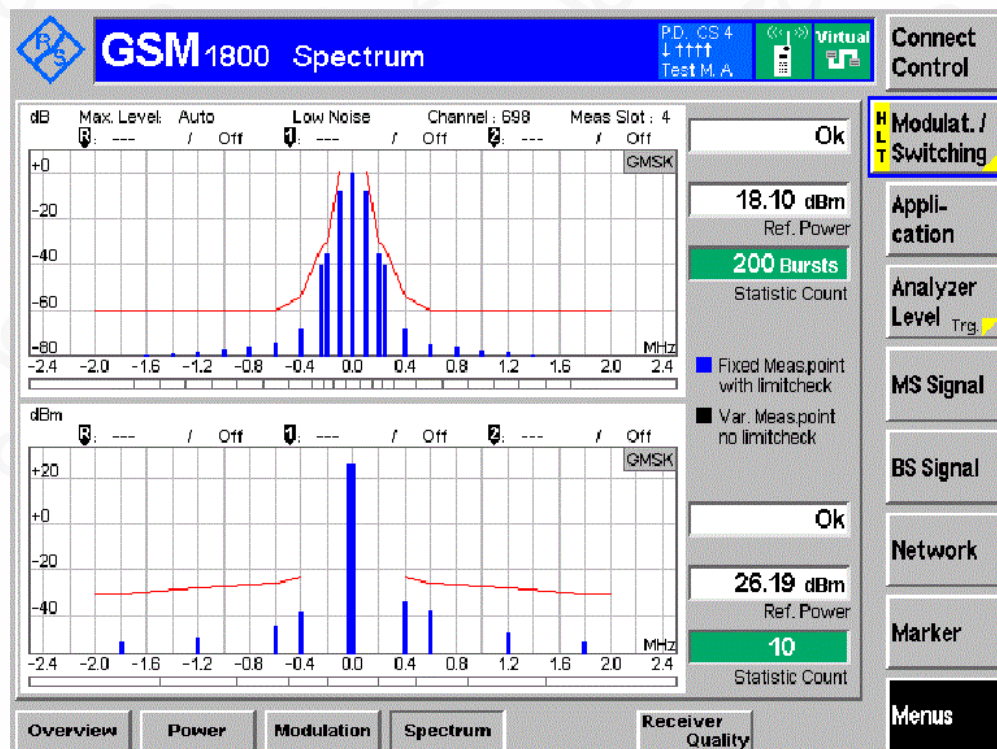 R&S
GSM 1800 Spectrum
P.D. CS 4
↓ ↑↑↑↑
Test M. A.
Virtual
Connect
Control
HLT
Modulat. /
Switching
Appli-
cation
Analyzer
Level Trg.
MS Signal
BS Signal
Network
Marker
Menus
dB Max. Level: Auto Low Noise Channel : 698 Meas Slot : 4
R: --- / Off 1: --- / Off 2: --- / Off
GMSK
+0
-20
-40
-60
-80
MHz
-2.4 -2.0 -1.6 -1.2 -0.8 -0.4 0.0 0.4 0.8 1.2 1.6 2.0 2.4
Ok
18.10 dBm
Ref. Power
200 Bursts
Statistic Count
Fixed Meas.point
with limitcheck
Var. Meas.point
no limitcheck
dBm
R: --- / Off 1: --- / Off 2: --- / Off
GMSK
+20
+0
-20
-40
MHz
-2.4 -2.0 -1.6 -1.2 -0.8 -0.4 0.0 0.4 0.8 1.2 1.6 2.0 2.4
Ok
26.19 dBm
Ref. Power
10
Statistic Count
Overview
Power
Modulation
Spectrum
Receiver
Quality